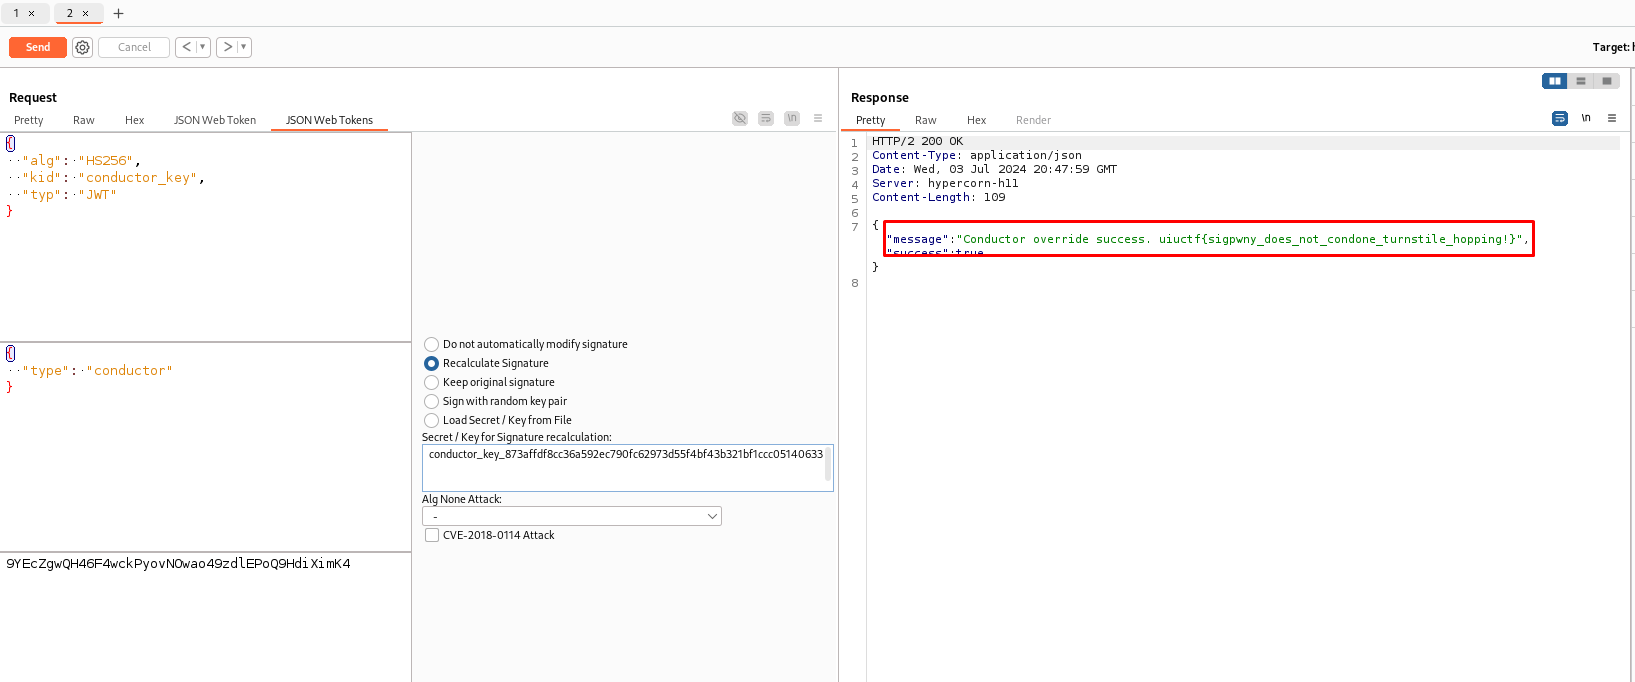 1 × 2 × +
Send Cancel < ▾ > ▾
Target:
Request
Pretty Raw Hex JSON Web Token JSON Web Tokens
\n
{
"alg": "HS256",
"kid": "conductor_key",
"typ": "JWT"
}
{
"type": "conductor"
}
9YEcZgwQH46F4wckPyovNOwao49zdlEPoQ9HdiXimK4
Do not automatically modify signature
Recalculate Signature
Keep original signature
Sign with random key pair
Load Secret / Key from File
Secret / Key for Signature recalculation:
conductor_key_873affdf8cc36a592ec790fc62973d55f4bf43b321bf1ccc05140633
Alg None Attack:
-
CVE-2018-0114 Attack
Response
Pretty Raw Hex Render
\n
1 HTTP/2 200 OK
2 Content-Type: application/json
3 Date: Wed, 03 Jul 2024 20:47:59 GMT
4 Server: hypercorn-h11
5 Content-Length: 109
6
7 {
"message":"Conductor override success. uiuctf{sigpwny_does_not_condone_turnstile_hopping!}",
"success":true
}
8